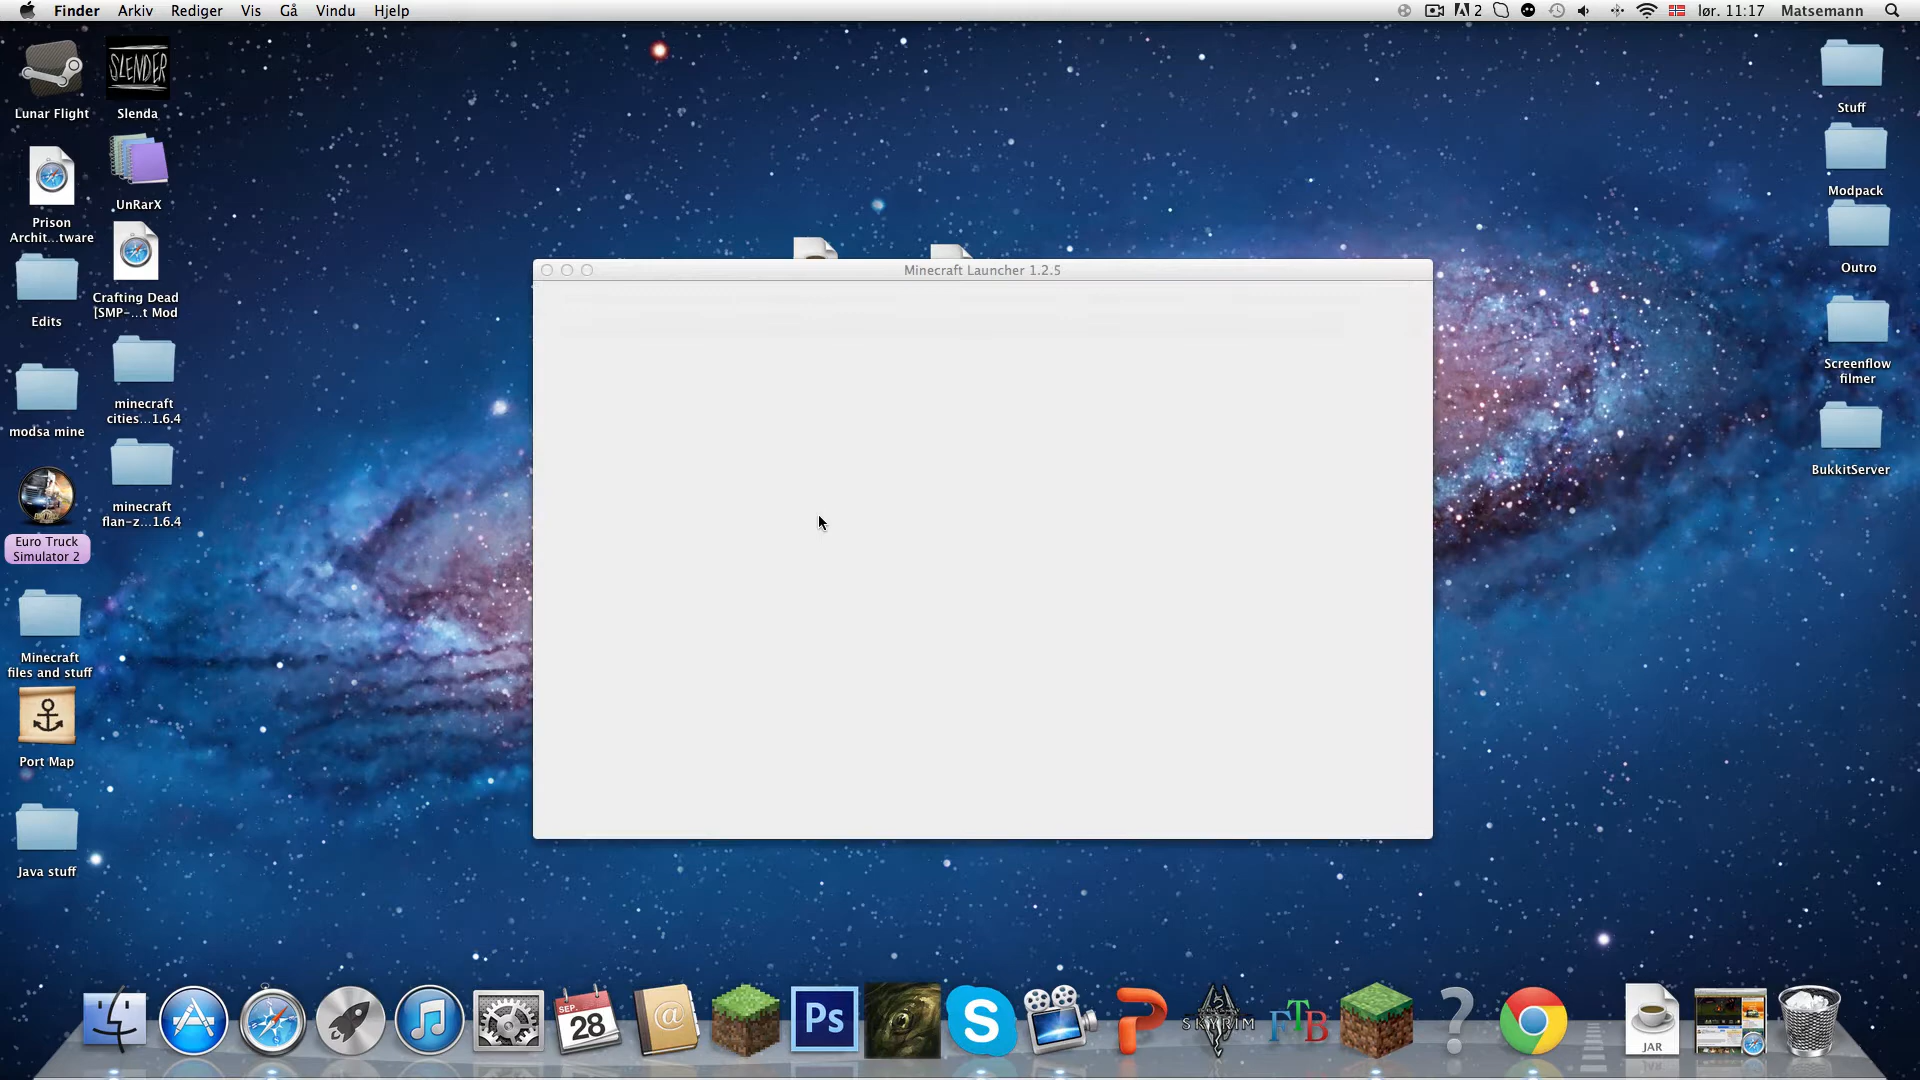 Finder Arkiv Rediger Vis Gå Vindu Hjelp
2 lør. 11:17 Matsemann
SLENDER
Lunar Flight
Slenda
Prison
Archit...tware
UnRarX
Edits
Crafting Dead
[SMP-...t Mod
modsa mine
minecraft
cities...1.6.4
EURO TRUCK
Euro Truck
Simulator 2
minecraft
flan-z...1.6.4
Minecraft
files and stuff
Port Map
Java stuff
Minecraft Launcher 1.2.5
Stuff
Modpack
Outro
Screenflow
filmer
BukkitServer
SEP.
28
@
Ps
S
SKYRIM
FTB
?
JAR